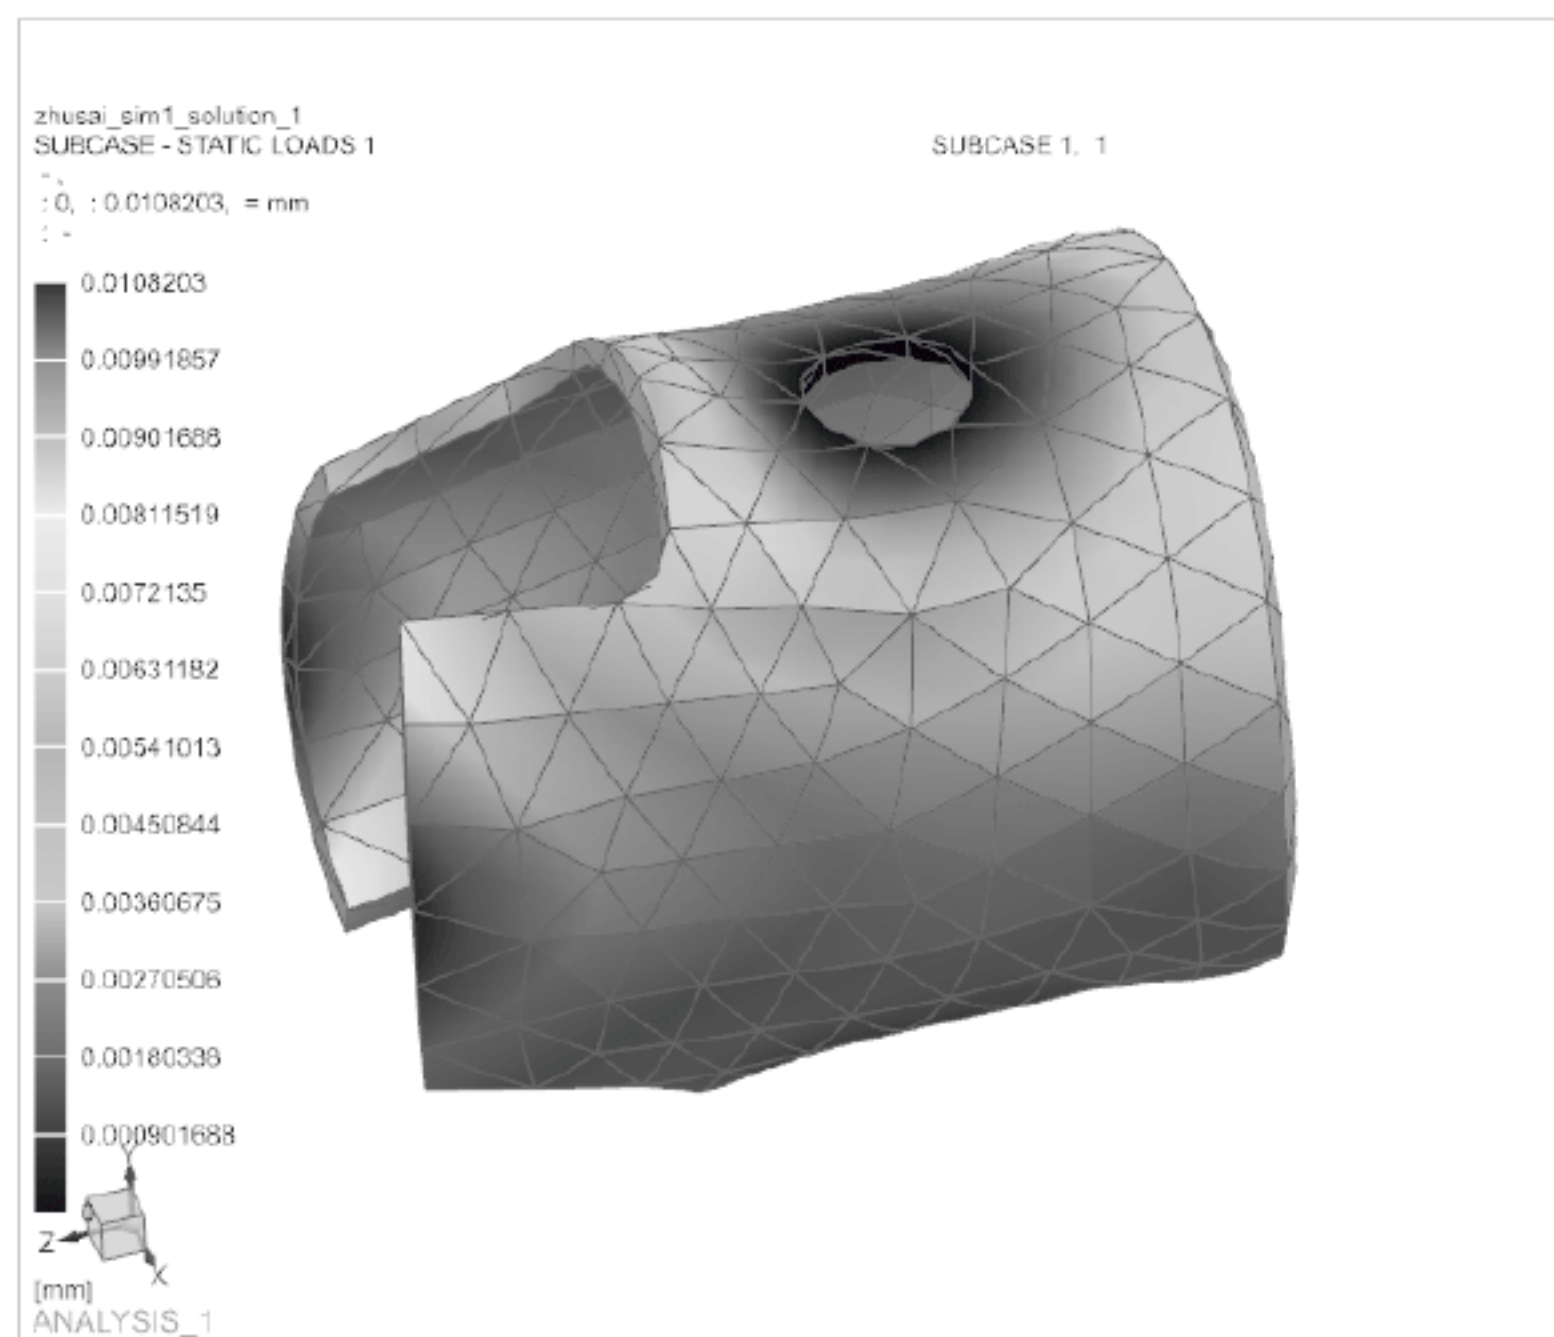 zhusai_sim1_solution_1
SUBCASE - STATIC LOADS 1
SUBCASE 1, 1
- ,
: 0, : 0.0108203, = mm
: -
0.0108203
0.00991857
0.00901688
0.00811519
0.0072135
0.00631182
0.00541013
0.00450844
0.00360675
0.00270506
0.00180338
0.000901688
Y
Z
X
[mm]
ANALYSIS_1